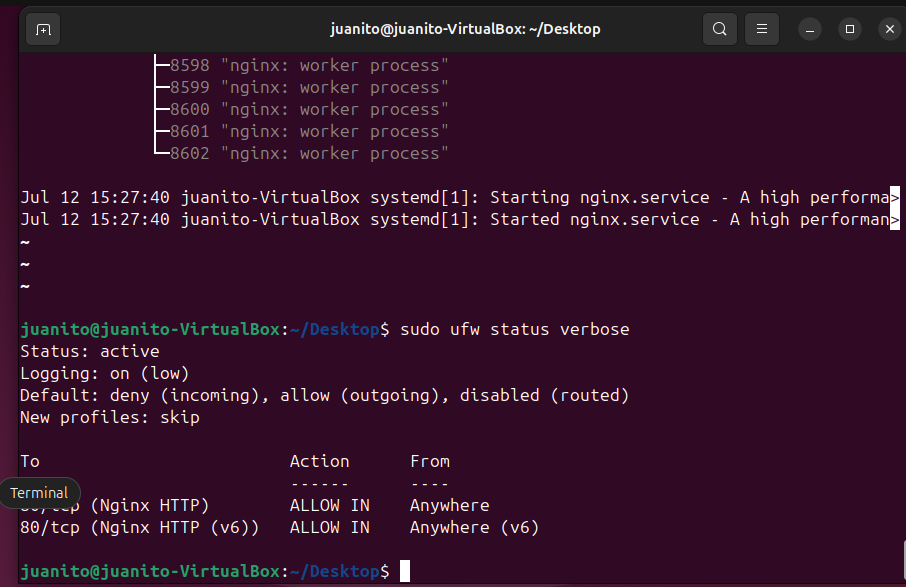 juanito@juanito-VirtualBox: ~/Desktop
8598 "nginx: worker process"
8599 "nginx: worker process"
8600 "nginx: worker process"
8601 "nginx: worker process"
8602 "nginx: worker process"
Jul 12 15:27:40 juanito-VirtualBox systemd[1]: Starting nginx.service - A high performa>
Jul 12 15:27:40 juanito-VirtualBox systemd[1]: Started nginx.service - A high performan>
~
~
~
juanito@juanito-VirtualBox:~/Desktop$ sudo ufw status verbose
Status: active
Logging: on (low)
Default: deny (incoming), allow (outgoing), disabled (routed)
New profiles: skip
To Action From
------ ----
Terminal
(Nginx HTTP) ALLOW IN Anywhere
80/tcp (Nginx HTTP (v6)) ALLOW IN Anywhere (v6)
juanito@juanito-VirtualBox:~/Desktop$